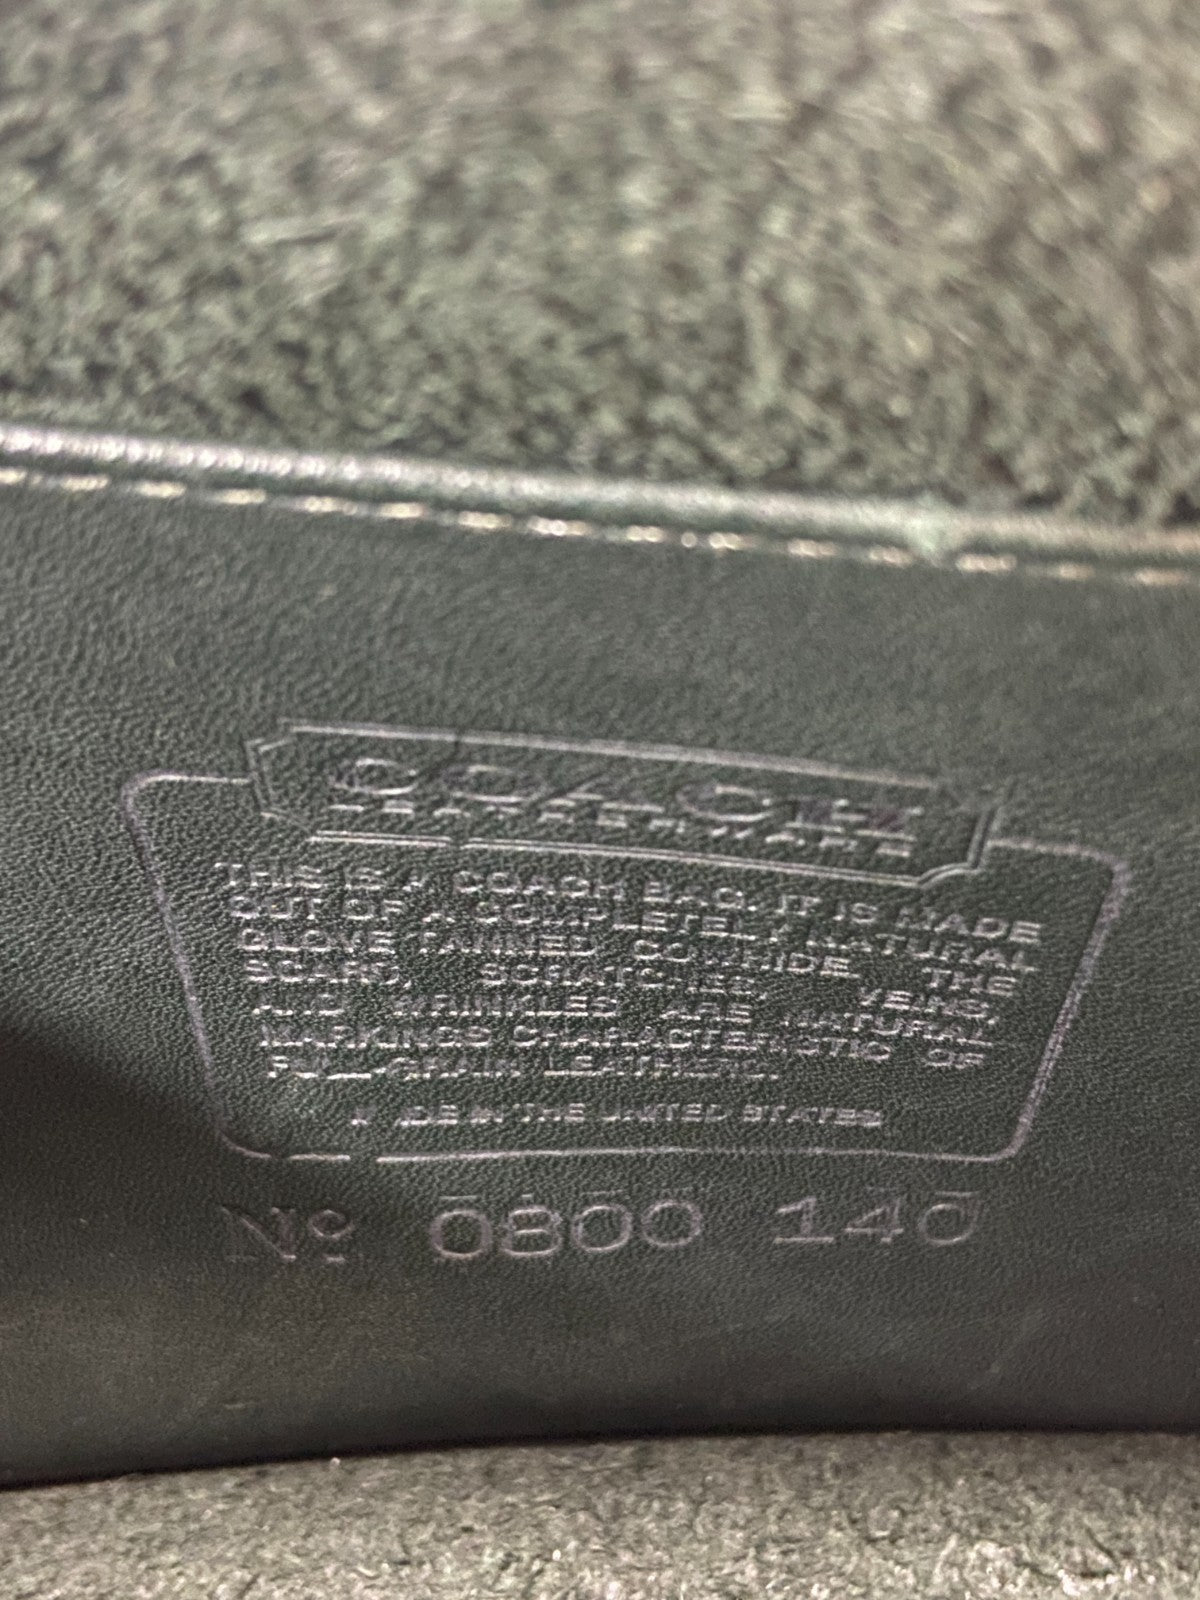 COACH
LEATHERWARE
THIS IS A COACH BAG. IT IS MADE
OUT OF A COMPLETELY NATURAL
GLOVE TANNED COWHIDE. THE
SCARS, SCRATCHES, VEINS,
AND WRINKLES ARE NATURAL
MARKINGS CHARACTERISTIC OF
FULL-GRAIN LEATHERS.
MADE IN THE UNITED STATES
No 0800 140